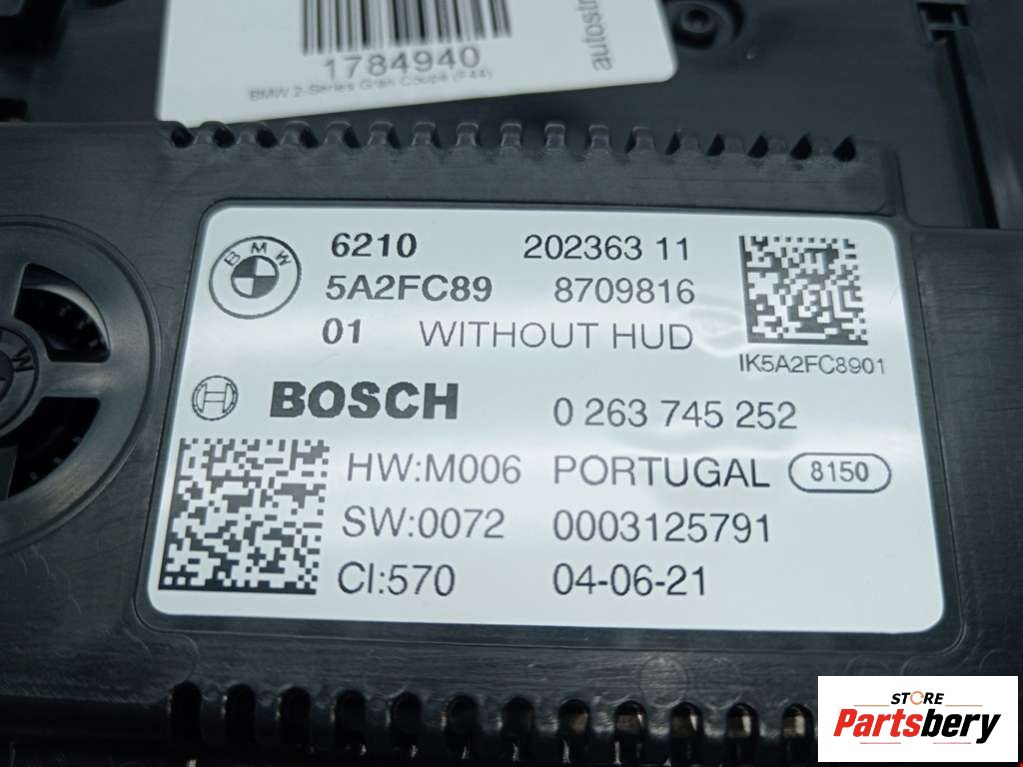 1784940
BMW 2-Series Gran Coupe (F44)
BMW
6210 202363 11
5A2FC89 8709816
01 WITHOUT HUD
IK5A2FC8901
BOSCH 0 263 745 252
HW:M006 PORTUGAL 8150
SW:0072 0003125791
CI:570 04-06-21
STORE
Partsbery